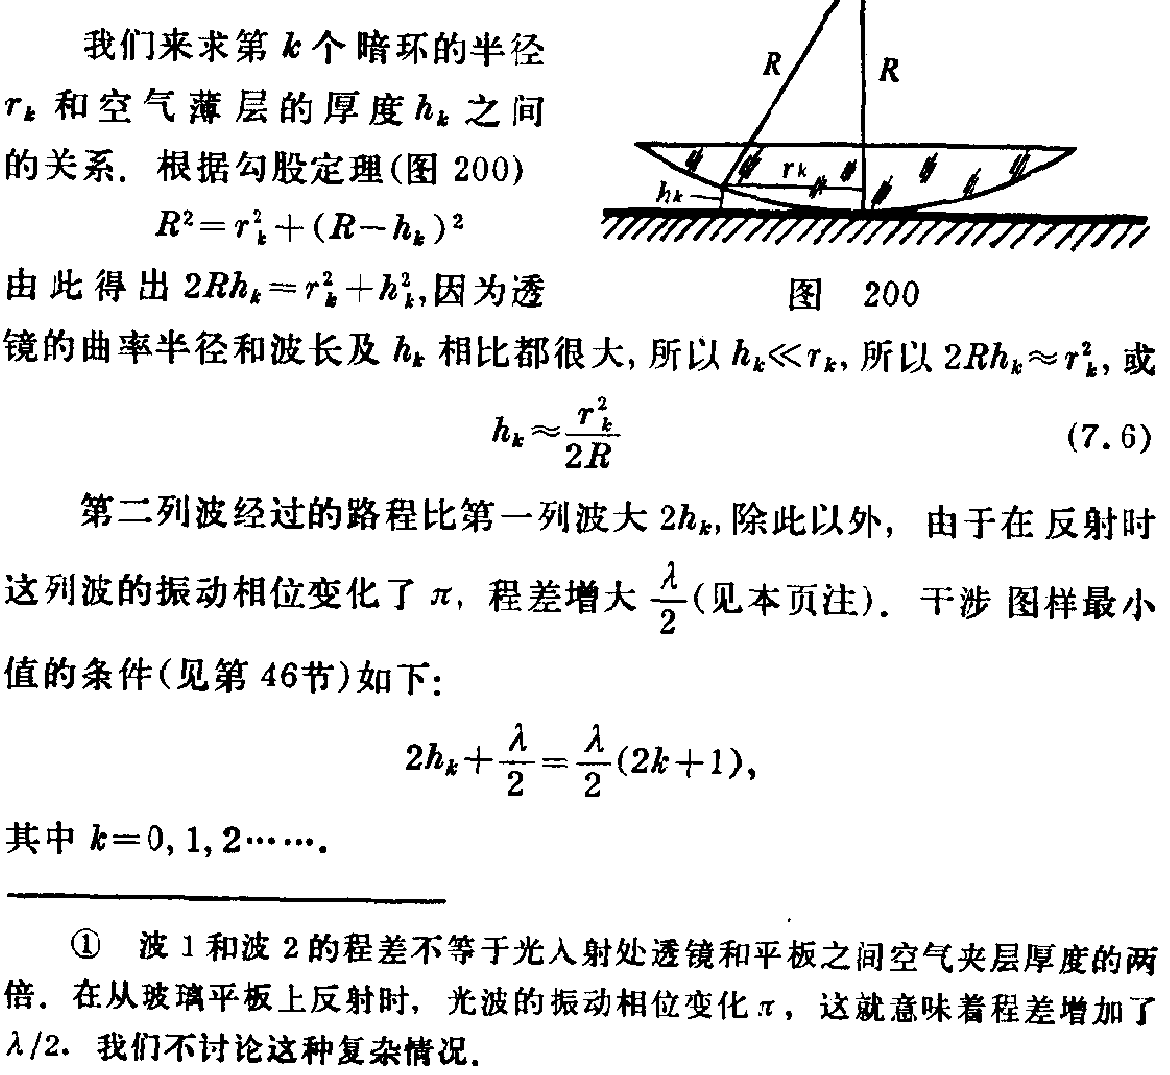 我们来求第 k 个暗环的半径
r_k 和空气薄层的厚度 h_k 之间
的关系. 根据勾股定理(图 200)
R²=r_k²+(R-h_k)²
由此得出 2Rh_k=r_k²+h_k²,因为透
R
R
r_k
h_k
图 200
镜的曲率半径和波长及 h_k 相比都很大, 所以 h_k≪r_k, 所以 2Rh_k≈r_k², 或
h_k≈r_k²/2R (7.6)
第二列波经过的路程比第一列波大 2h_k, 除此以外, 由于在反射时
这列波的振动相位变化了 π, 程差增大 λ/2 (见本页注). 干涉图样最小
值的条件(见第 46节)如下:
2h_k+λ/2=λ/2(2k+1),
其中 k=0, 1, 2…….
① 波 1 和波 2 的程差不等于光入射处透镜和平板之间空气夹层厚度的两
倍. 在从玻璃平板上反射时, 光波的振动相位变化 π, 这就意味着程差增加了
λ/2. 我们不讨论这种复杂情况.